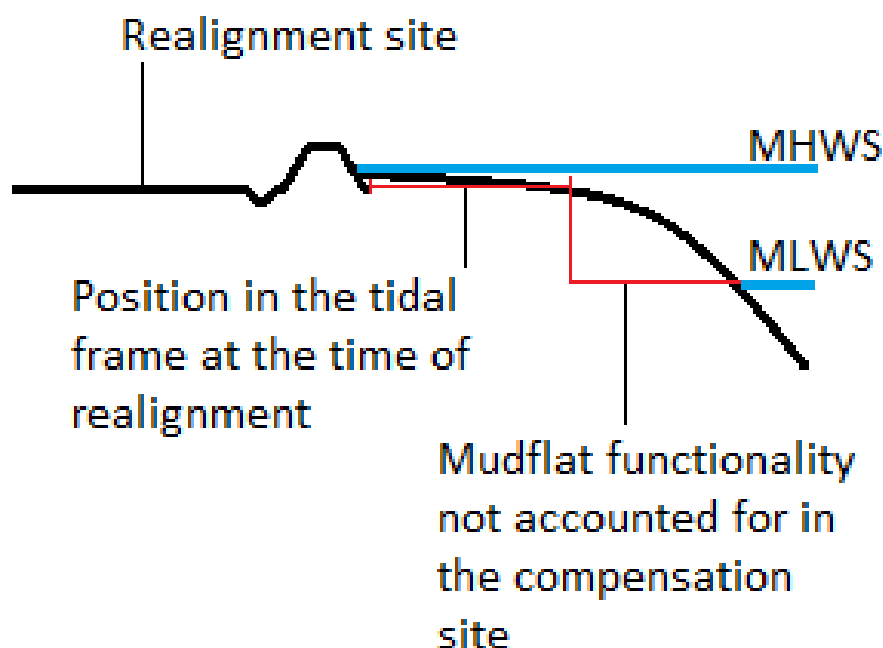 Realignment site
MHWS
MLWS
Position in the tidal
frame at the time of
realignment
Mudflat functionality
not accounted for in
the compensation
site